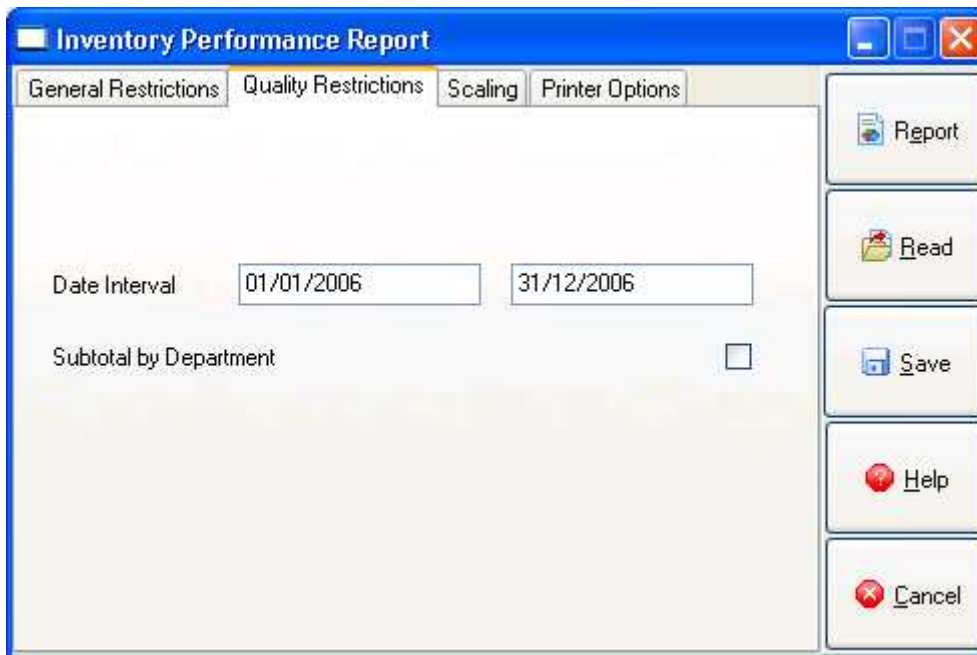 Inventory Performance Report
General Restrictions Quality Restrictions Scaling Printer Options
Date Interval 01/01/2006 31/12/2006
Subtotal by Department
Report
Read
Save
Help
Cancel